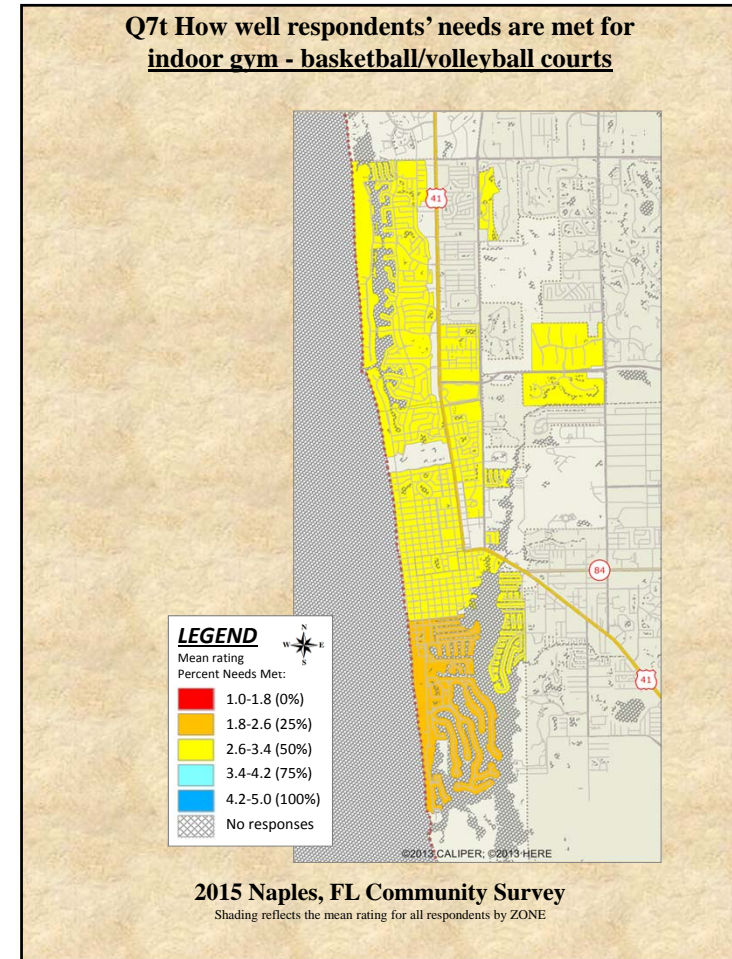 Q7t How well respondents’ needs are met for
indoor gym - basketball/volleyball courts
41
84
41
LEGEND
N
W E
S
Mean rating
Percent Needs Met:
1.0-1.8 (0%)
1.8-2.6 (25%)
2.6-3.4 (50%)
3.4-4.2 (75%)
4.2-5.0 (100%)
No responses
©2013 CALIPER; ©2013 HERE
2015 Naples, FL Community Survey
Shading reflects the mean rating for all respondents by ZONE